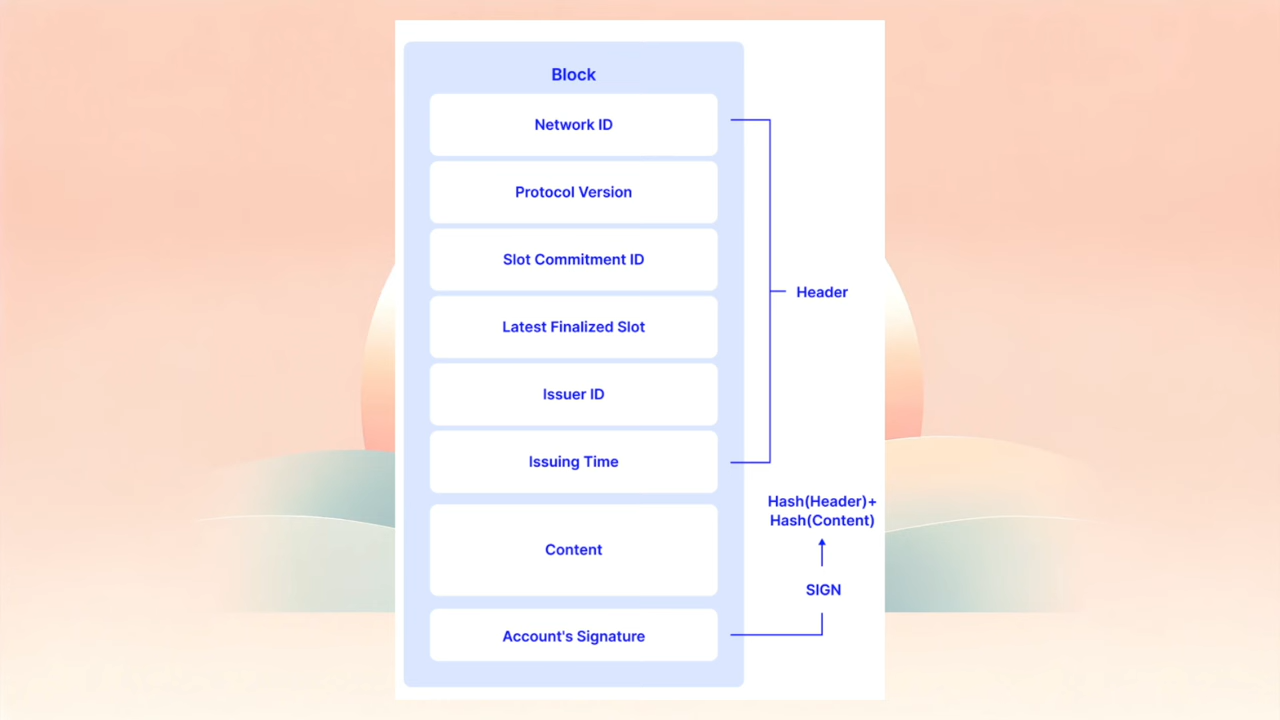 Block
Network ID
Protocol Version
Slot Commitment ID
Latest Finalized Slot
Issuer ID
Issuing Time
Header
Content
Hash(Header)+
Hash(Content)
SIGN
Account's Signature